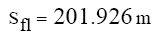 S_fl = 201.926 m